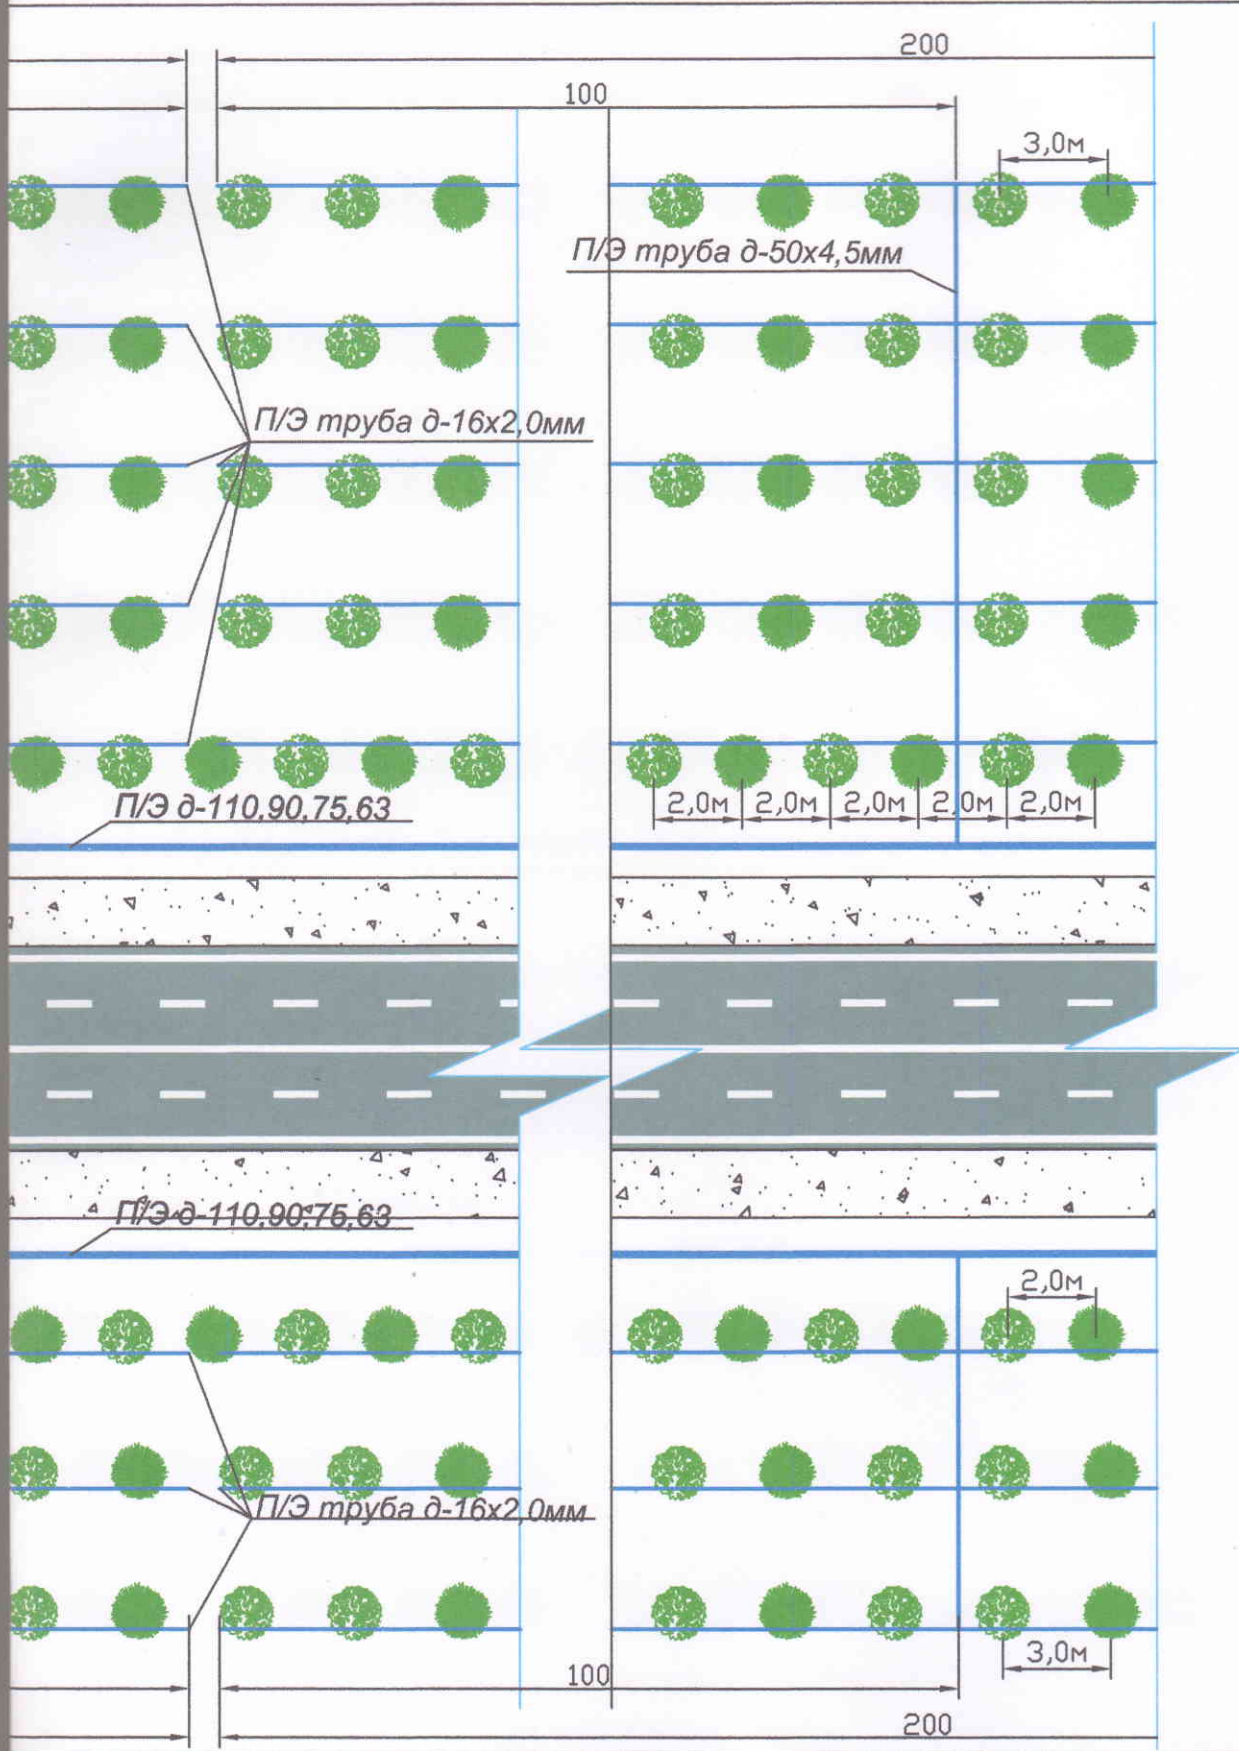 200
100
3,0м
П/Э труба д-50х4,5мм
П/Э труба д-16х2,0мм
П/Э д-110,90,75,63
2,0м 2,0м 2,0м 2,0м 2,0м
П/Э д-110,90,75,63
2,0м
П/Э труба д-16х2,0мм
3,0м
100
200